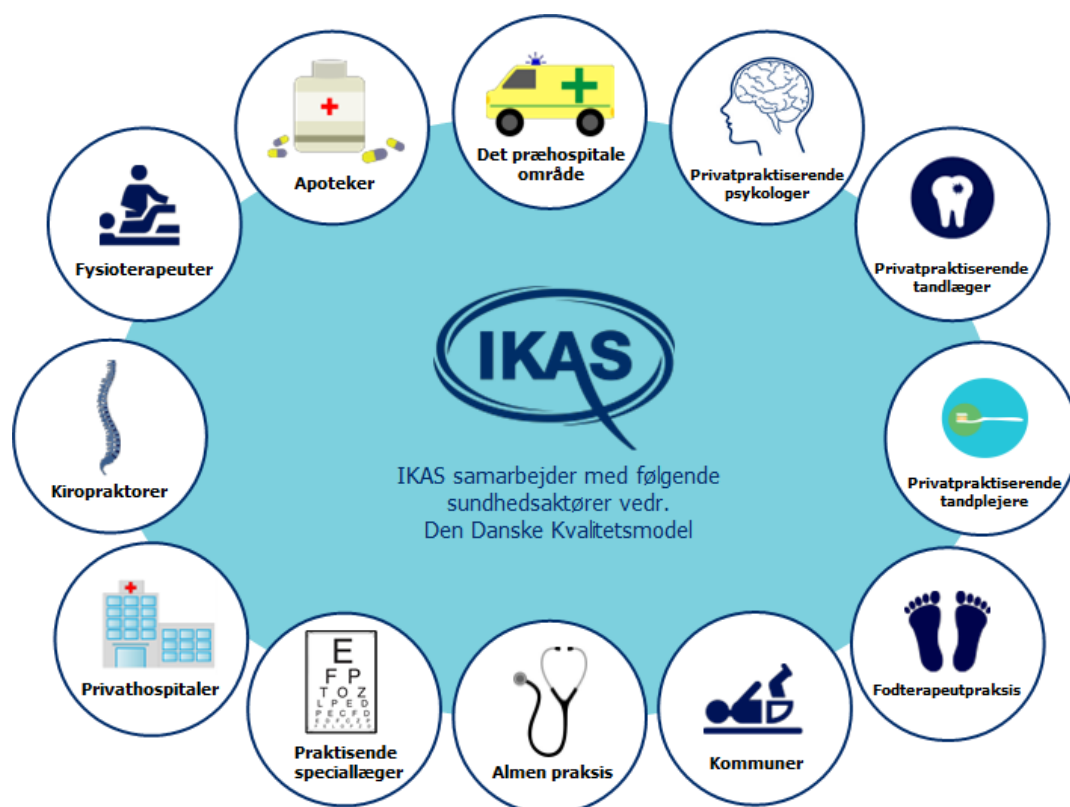 Apoteker
Det præhospitale
område
Privatpraktiserende
psykologer
Privatpraktiserende
tandlæger
Privatpraktiserende
tandplejere
Fodterapeutpraksis
Kommuner
Almen praksis
E
F P
T O Z
L P E D
P E C F D
Praktisende
speciallæger
Privathospitaler
Kiropraktorer
Fysioterapeuter
IKAS
IKAS samarbejder med følgende
sundhedsaktører vedr.
Den Danske Kvalitetsmodel